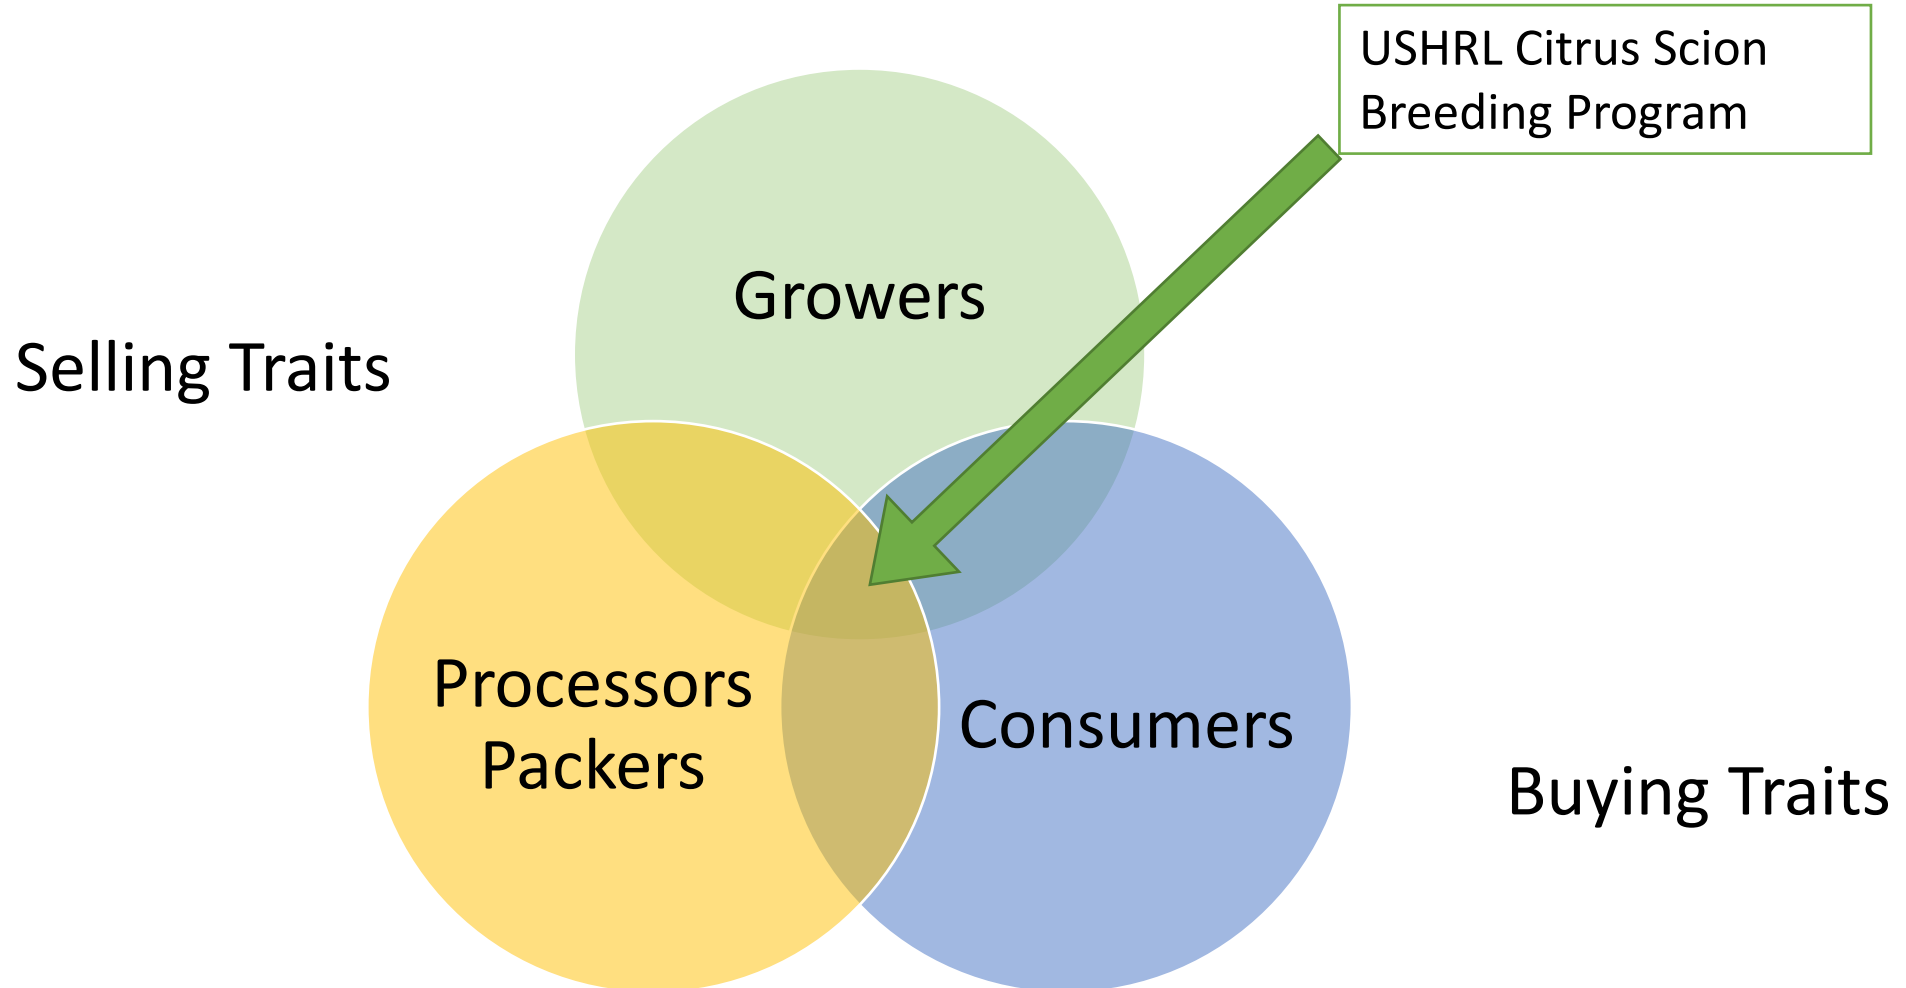 USHRL Citrus Scion
Breeding Program
Growers
Selling Traits
Processors
Packers
Consumers
Buying Traits